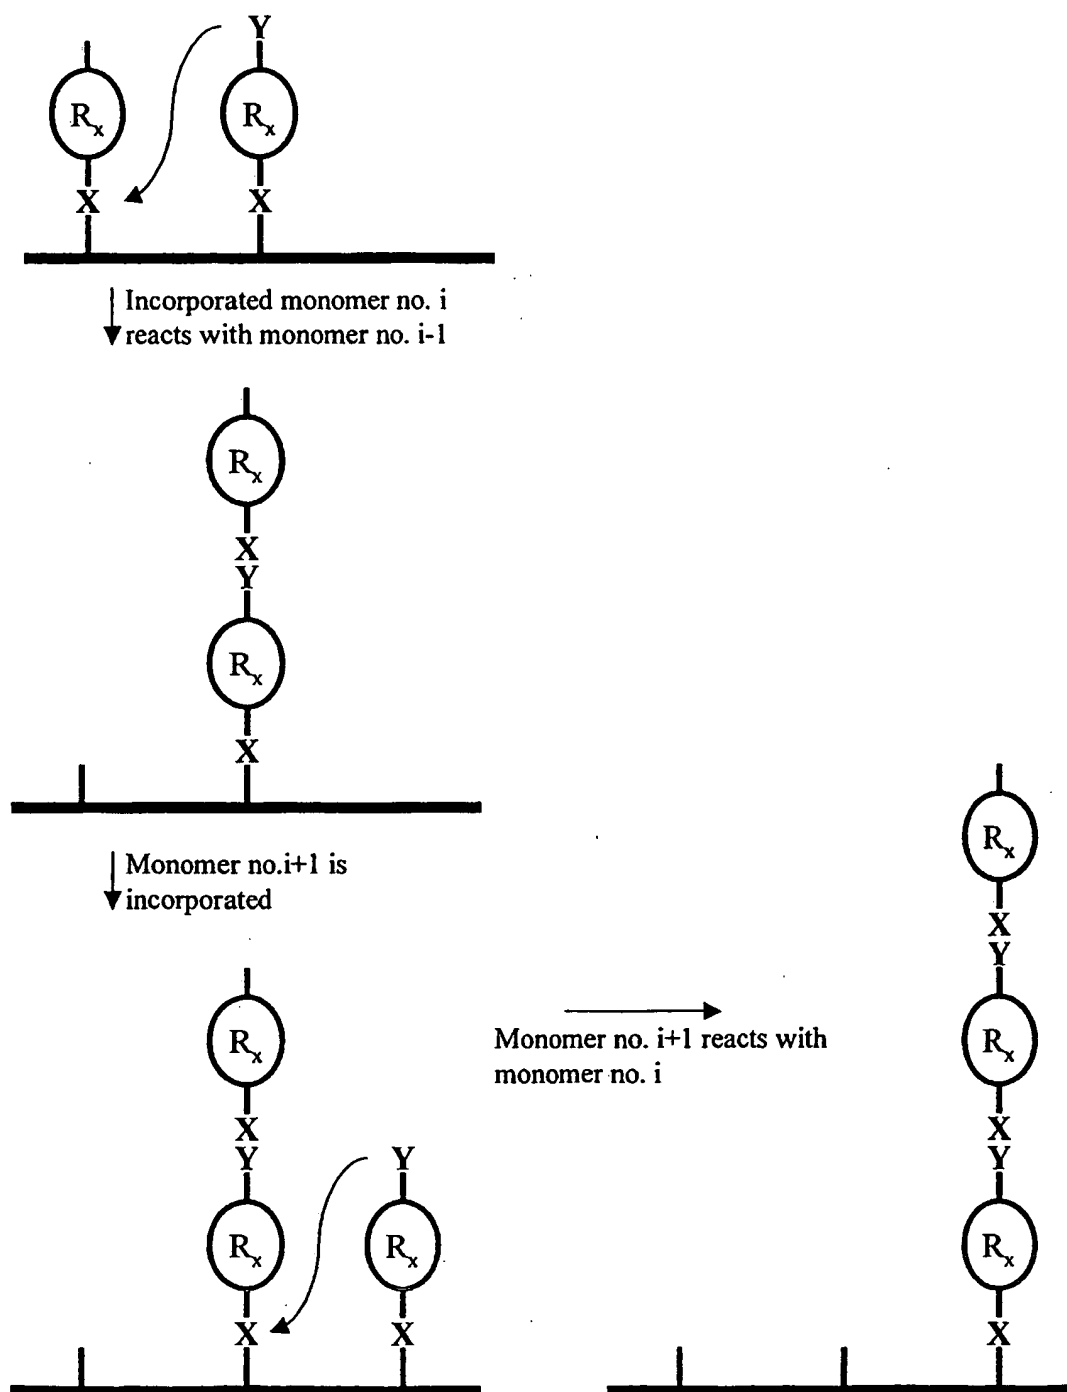 Y
Rx Rx
X X
Incorporated monomer no. i
reacts with monomer no. i-1
Rx
X
Y
Rx
X
Monomer no.i+1 is
incorporated
Rx
X
Y
Y
Rx Rx
X X
Monomer no. i+1 reacts with
monomer no. i
Rx
X
Y
Rx
X
Y
Rx
X